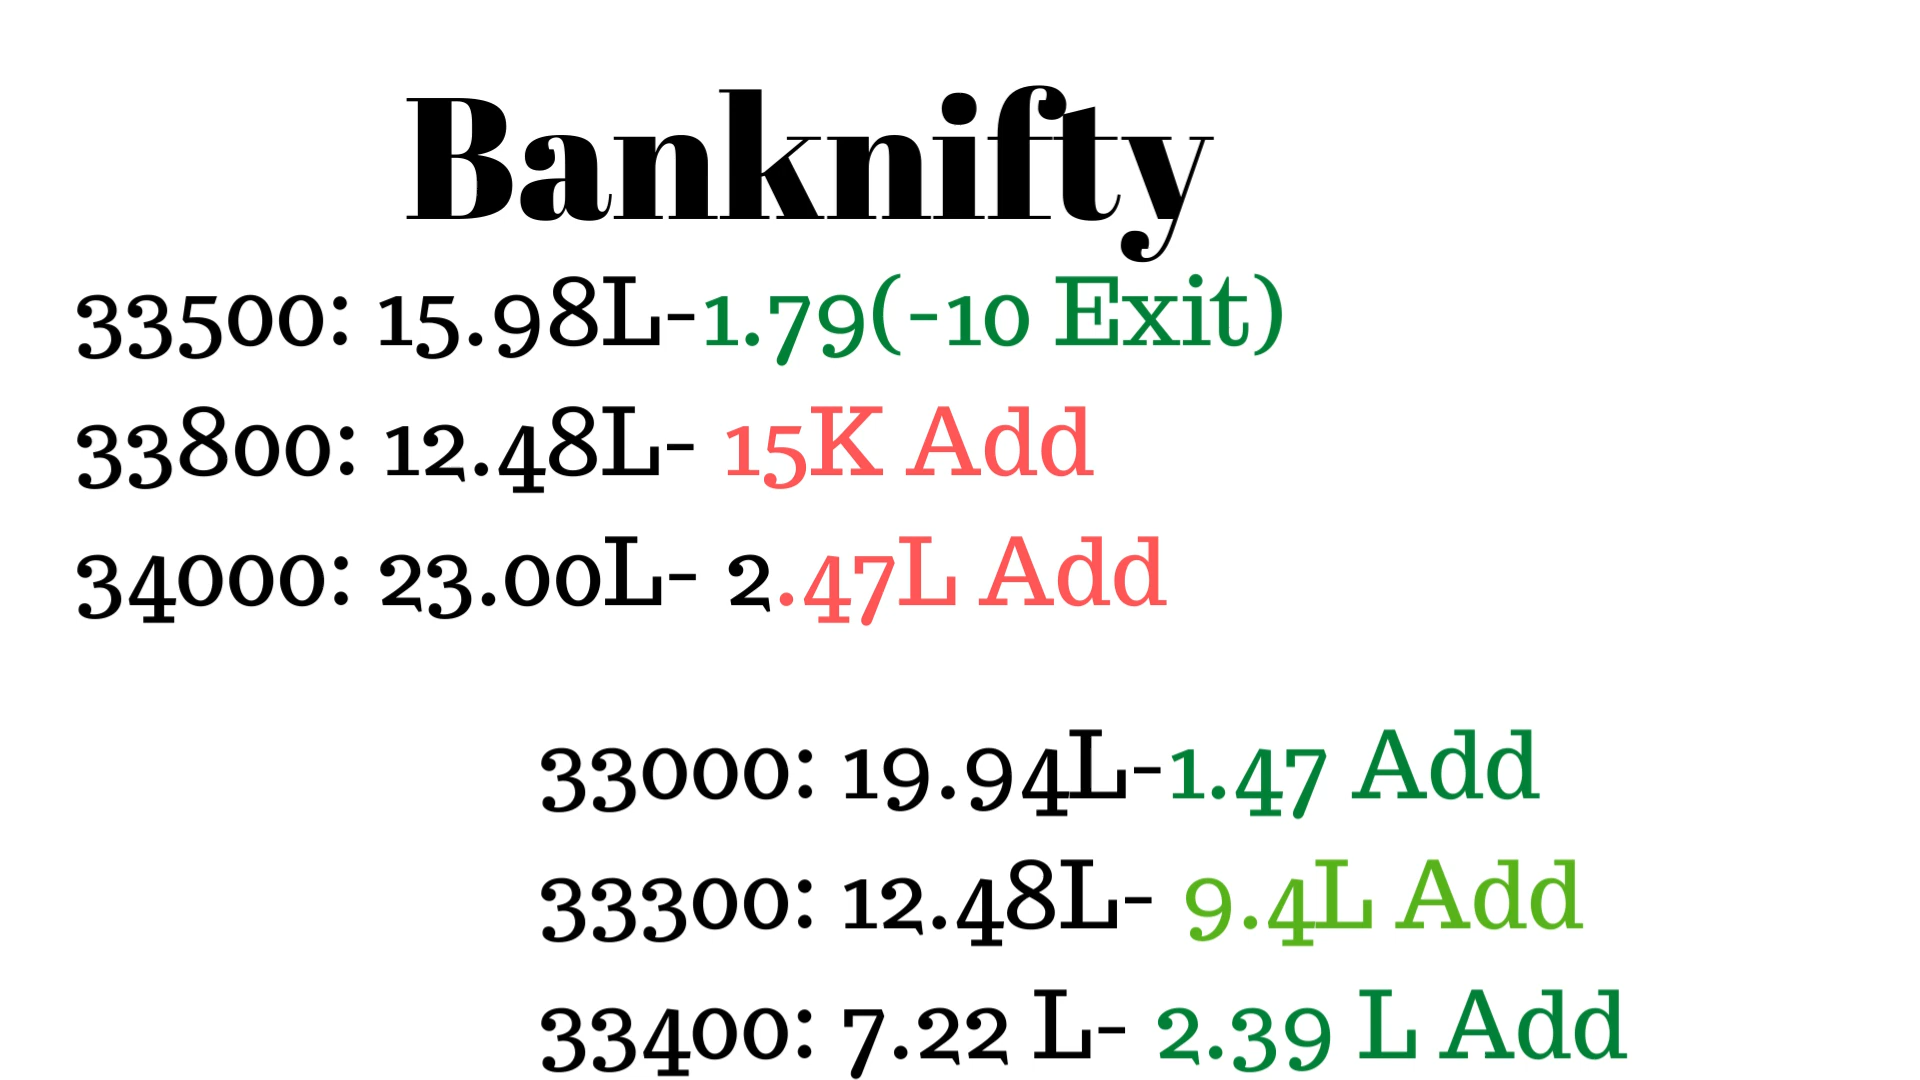 Banknifty
33500: 15.98L-1.79(-10 Exit)
33800: 12.48L- 15K Add
34000: 23.00L- 2.47L Add
33000: 19.94L-1.47 Add
33300: 12.48L- 9.4L Add
33400: 7.22 L- 2.39 L Add